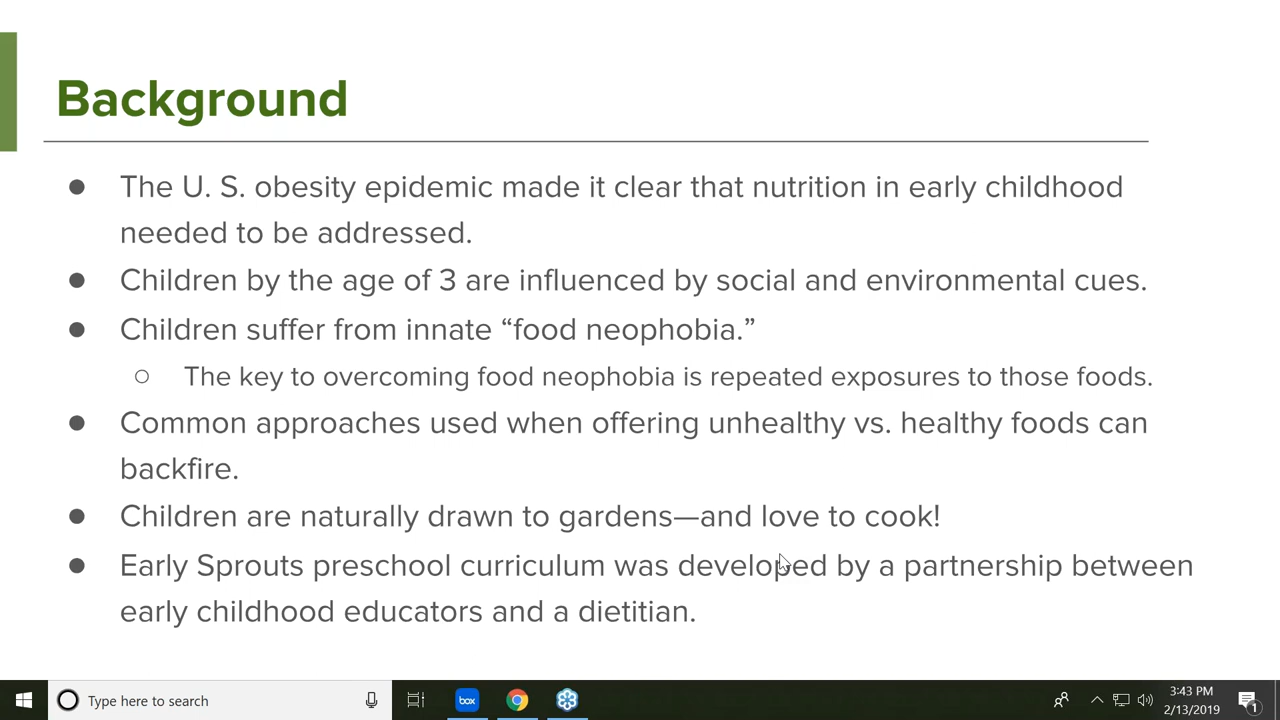 Background
The U. S. obesity epidemic made it clear that nutrition in early childhood
needed to be addressed.
Children by the age of 3 are influenced by social and environmental cues.
Children suffer from innate “food neophobia.”
The key to overcoming food neophobia is repeated exposures to those foods.
Common approaches used when offering unhealthy vs. healthy foods can
backfire.
Children are naturally drawn to gardens—and love to cook!
Early Sprouts preschool curriculum was developed by a partnership between
early childhood educators and a dietitian.
Type here to search
box
3:43 PM
2/13/2019
1